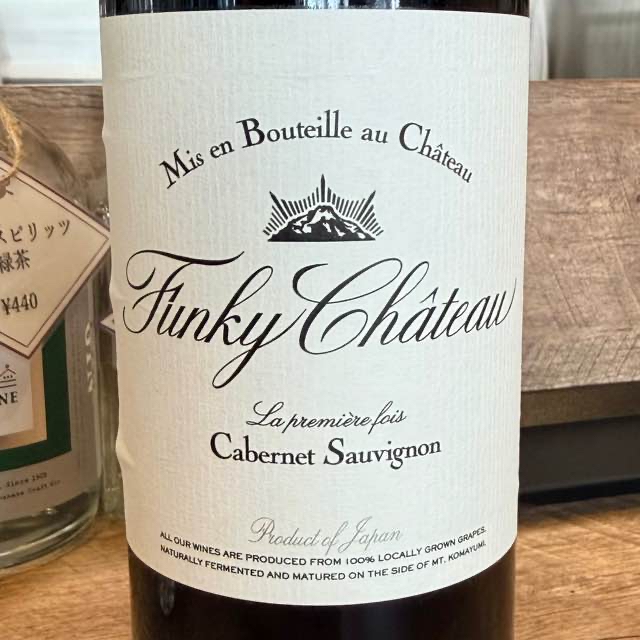 Mis en Bouteille au Château
Funky Château
La première fois
Cabernet Sauvignon
Product of Japan
ALL OUR WINES ARE PRODUCED FROM 100% LOCALLY GROWN GRAPES.
NATURALLY FERMENTED AND MATURED ON THE SIDE OF MT. KOMAYUMI.
スピリッツ
緑茶
¥440
NE
Since